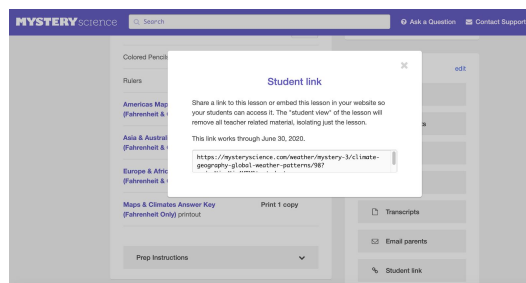 MYSTERY science
Search
Ask a Question
Contact Support
Colored Pencils
edit
Rulers
Student link
Americas Map
(Fahrenheit &
Share a link to this lesson or embed this lesson in your website so
your students can access it. The "student view" of the lesson will
remove all teacher related material, isolating just the lesson.
Asia &
(Fahrenheit &
This link works through June 30, 2020.
https://mysteryscience.com/weather/mystery-3/climate-
geography-global-weather-patterns/98?
Europe &
(Fahrenheit &
Maps & Climates Answer Key
(Fahrenheit Only) printout
Print 1 copy
Transcripts
Email parents
Prep Instructions
Student link